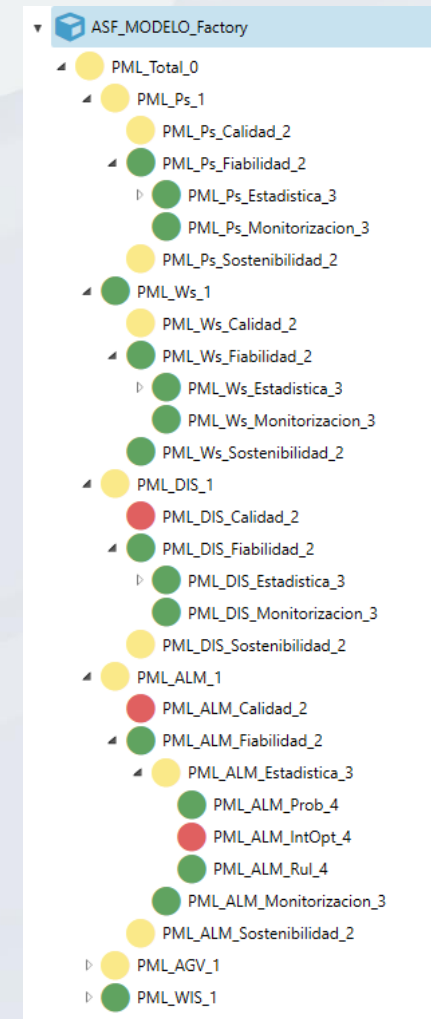 ASF_MODELO_Factory
PML_Total_0
PML_Ps_1
PML_Ps_Calidad_2
PML_Ps_Fiabilidad_2
PML_Ps_Estadistica_3
PML_Ps_Monitorizacion_3
PML_Ps_Sostenibilidad_2
PML_Ws_1
PML_Ws_Calidad_2
PML_Ws_Fiabilidad_2
PML_Ws_Estadistica_3
PML_Ws_Monitorizacion_3
PML_Ws_Sostenibilidad_2
PML_DIS_1
PML_DIS_Calidad_2
PML_DIS_Fiabilidad_2
PML_DIS_Estadistica_3
PML_DIS_Monitorizacion_3
PML_DIS_Sostenibilidad_2
PML_ALM_1
PML_ALM_Calidad_2
PML_ALM_Fiabilidad_2
PML_ALM_Estadistica_3
PML_ALM_Prob_4
PML_ALM_IntOpt_4
PML_ALM_Rul_4
PML_ALM_Monitorizacion_3
PML_ALM_Sostenibilidad_2
PML_AGV_1
PML_WIS_1